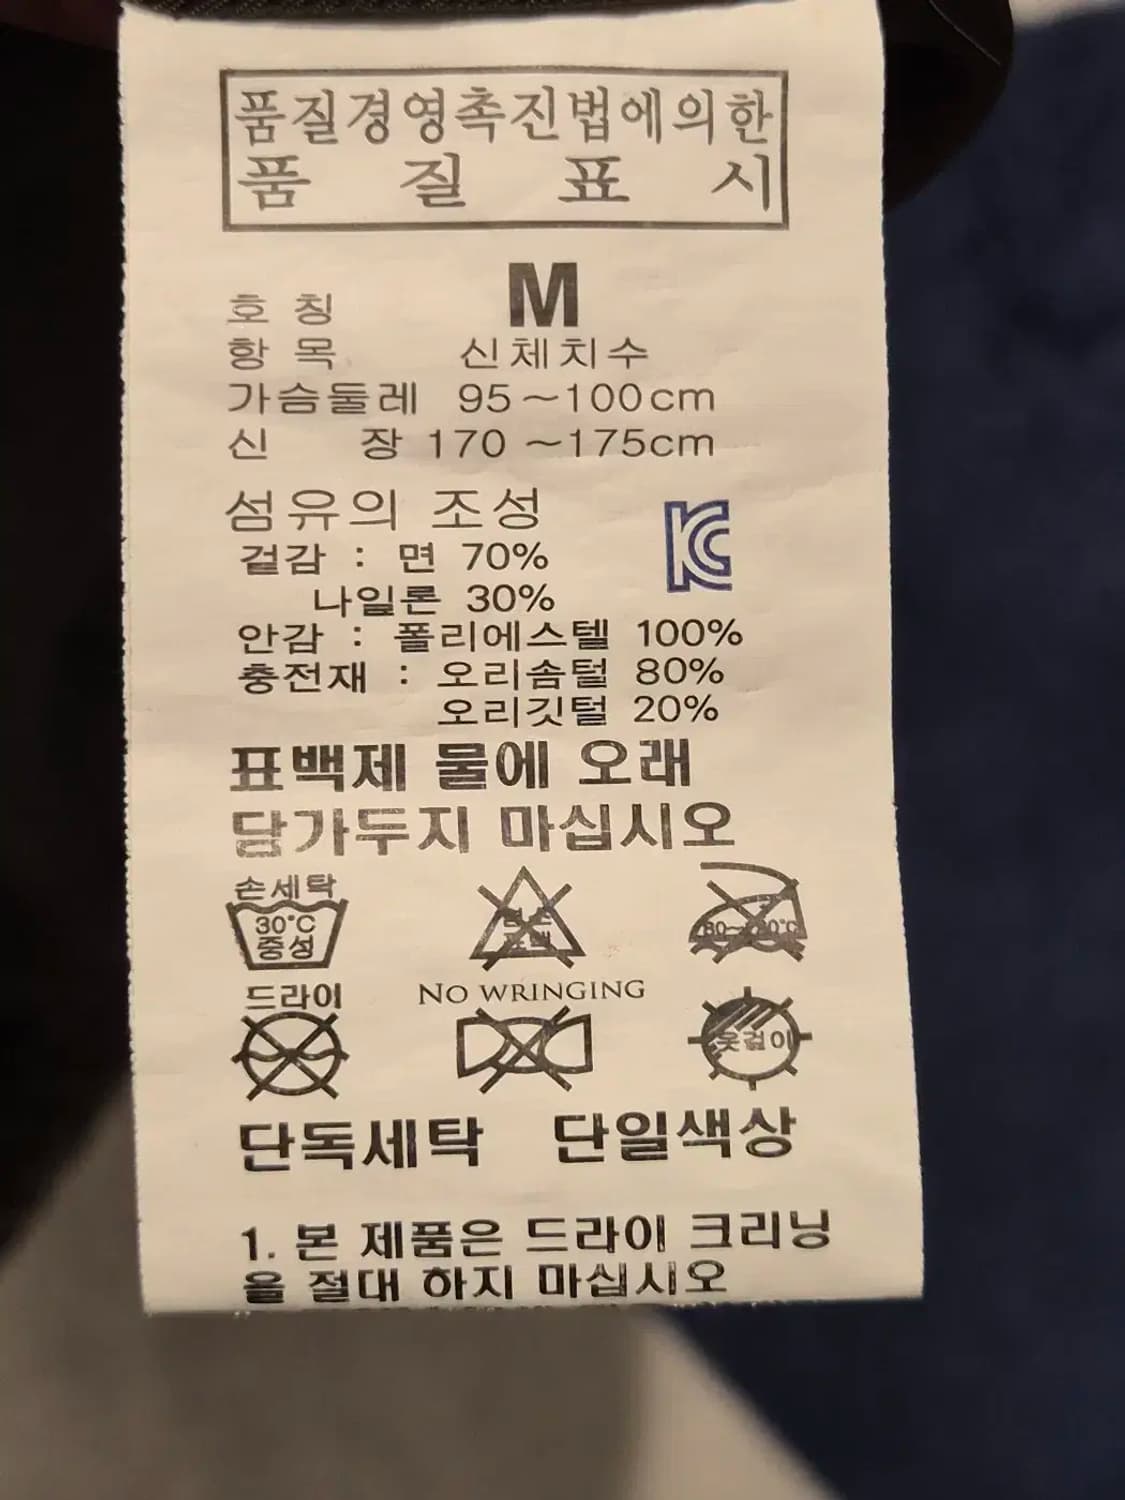 품질경영촉진법에의한
품 질 표 시
호 칭 M
항 목 신체치수
가슴둘레 95~100cm
신 장 170 ~175cm
섬유의 조성
겉감 : 면 70%
나일론 30%
안감 : 폴리에스텔 100%
충전재 : 오리솜털 80%
오리깃털 20%
표백제 물에 오래
담가두지 마십시오
손세탁
30°C
중성
드라이
NO WRINGING
옷걸이
단독세탁 단일색상
1. 본 제품은 드라이 크리닝
을 절대 하지 마십시오